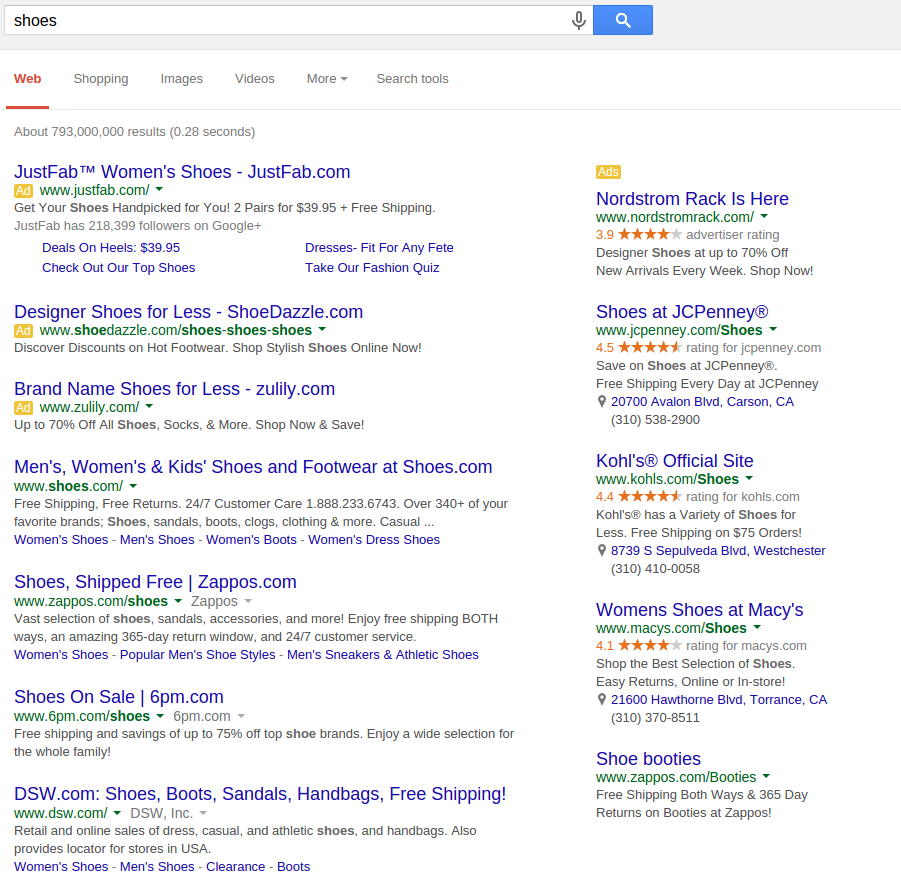 shoes
Web Shopping Images Videos More Search tools
About 793,000,000 results (0.28 seconds)
JustFab™ Women's Shoes - JustFab.com
Ad www.justfab.com/
Get Your Shoes Handpicked for You! 2 Pairs for $39.95 + Free Shipping.
JustFab has 218,399 followers on Google+
Deals On Heels: $39.95 Dresses- Fit For Any Fete
Check Out Our Top Shoes Take Our Fashion Quiz
Designer Shoes for Less - ShoeDazzle.com
Ad www.shoedazzle.com/shoes-shoes-shoes
Discover Discounts on Hot Footwear. Shop Stylish Shoes Online Now!
Brand Name Shoes for Less - zulily.com
Ad www.zulily.com/
Up to 70% Off All Shoes, Socks, & More. Shop Now & Save!
Men's, Women's & Kids' Shoes and Footwear at Shoes.com
www.shoes.com/
Free Shipping, Free Returns. 24/7 Customer Care 1.888.233.6743. Over 340+ of your
favorite brands; Shoes, sandals, boots, clogs, clothing & more. Casual ...
Women's Shoes - Men's Shoes - Women's Boots - Women's Dress Shoes
Shoes, Shipped Free | Zappos.com
www.zappos.com/shoes Zappos
Vast selection of shoes, sandals, accessories, and more! Enjoy free shipping BOTH
ways, an amazing 365-day return window, and 24/7 customer service.
Women's Shoes - Popular Men's Shoe Styles - Men's Sneakers & Athletic Shoes
Shoes On Sale | 6pm.com
www.6pm.com/shoes 6pm.com
Free shipping and savings of up to 75% off top shoe brands. Enjoy a wide selection for
the whole family!
DSW.com: Shoes, Boots, Sandals, Handbags, Free Shipping!
www.dsw.com/ DSW, Inc.
Retail and online sales of dress, casual, and athletic shoes, and handbags. Also
provides locator for stores in USA.
Women's Shoes - Men's Shoes - Clearance - Boots
Ads
Nordstrom Rack Is Here
www.nordstromrack.com/
3.9 advertiser rating
Designer Shoes at up to 70% Off
New Arrivals Every Week. Shop Now!
Shoes at JCPenney®
www.jcpenney.com/Shoes
4.5 rating for jcpenney.com
Save on Shoes at JCPenney®.
Free Shipping Every Day at JCPenney
20700 Avalon Blvd, Carson, CA
(310) 538-2900
Kohl's® Official Site
www.kohls.com/Shoes
4.4 rating for kohls.com
Kohl's® has a Variety of Shoes for
Less. Free Shipping on $75 Orders!
8739 S Sepulveda Blvd, Westchester
(310) 410-0058
Womens Shoes at Macy's
www.macys.com/Shoes
4.1 rating for macys.com
Shop the Best Selection of Shoes.
Easy Returns, Online or In-store!
21600 Hawthorne Blvd, Torrance, CA
(310) 370-8511
Shoe booties
www.zappos.com/Booties
Free Shipping Both Ways & 365 Day
Returns on Booties at Zappos!